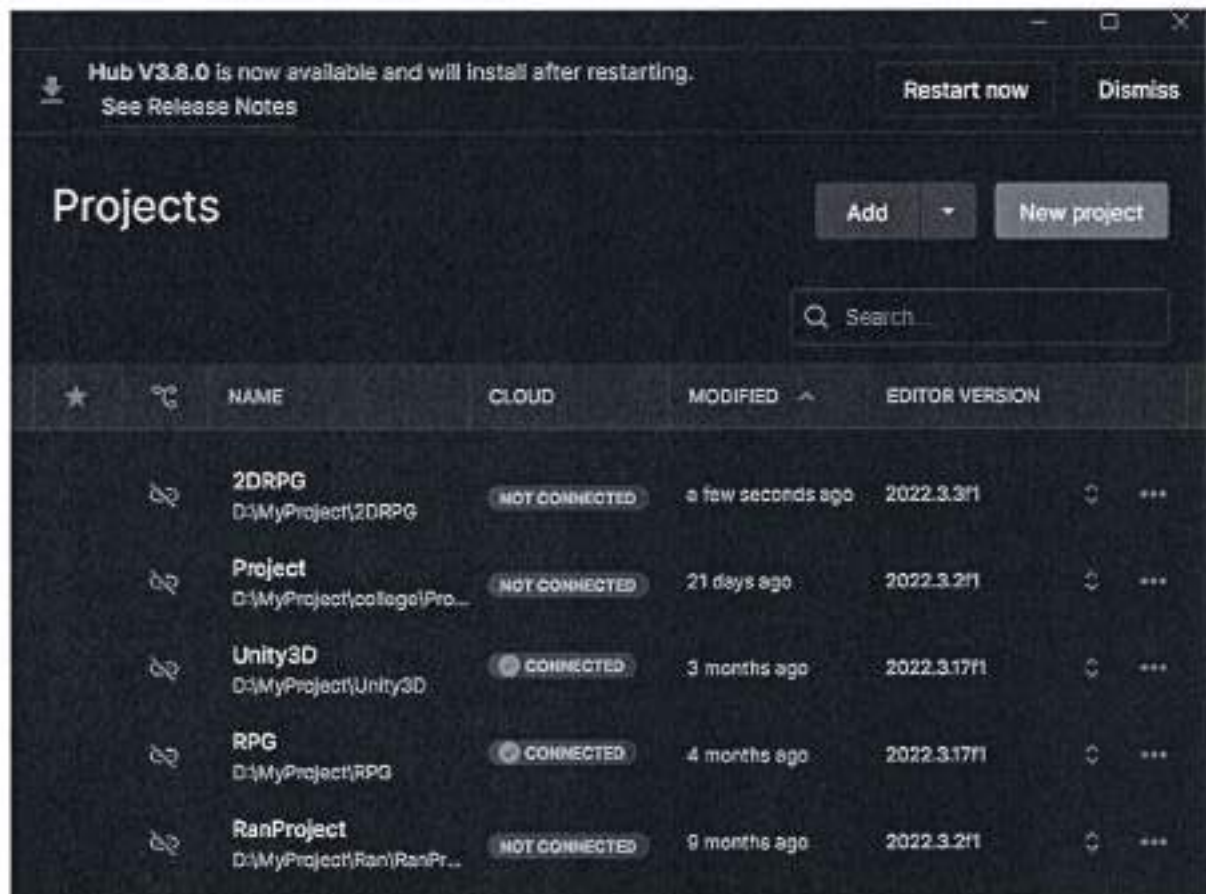 Hub V3.8.0 is now available and will install after restarting.
See Release Notes
Restart now
Dismiss
Projects
Add
New project
Search...
NAME CLOUD MODIFIED EDITOR VERSION
2DRPG
D:\MyProject\2DRPG
NOT CONNECTED
a few seconds ago
2022.3.3f1
Project
D:\MyProject\college\Pro...
NOT CONNECTED
21 days ago
2022.3.2f1
Unity3D
D:\MyProject\Unity3D
CONNECTED
3 months ago
2022.3.17f1
RPG
D:\MyProject\RPG
CONNECTED
4 months ago
2022.3.17f1
RanProject
D:\MyProject\Ran\RanPr...
NOT CONNECTED
9 months ago
2022.3.2f1